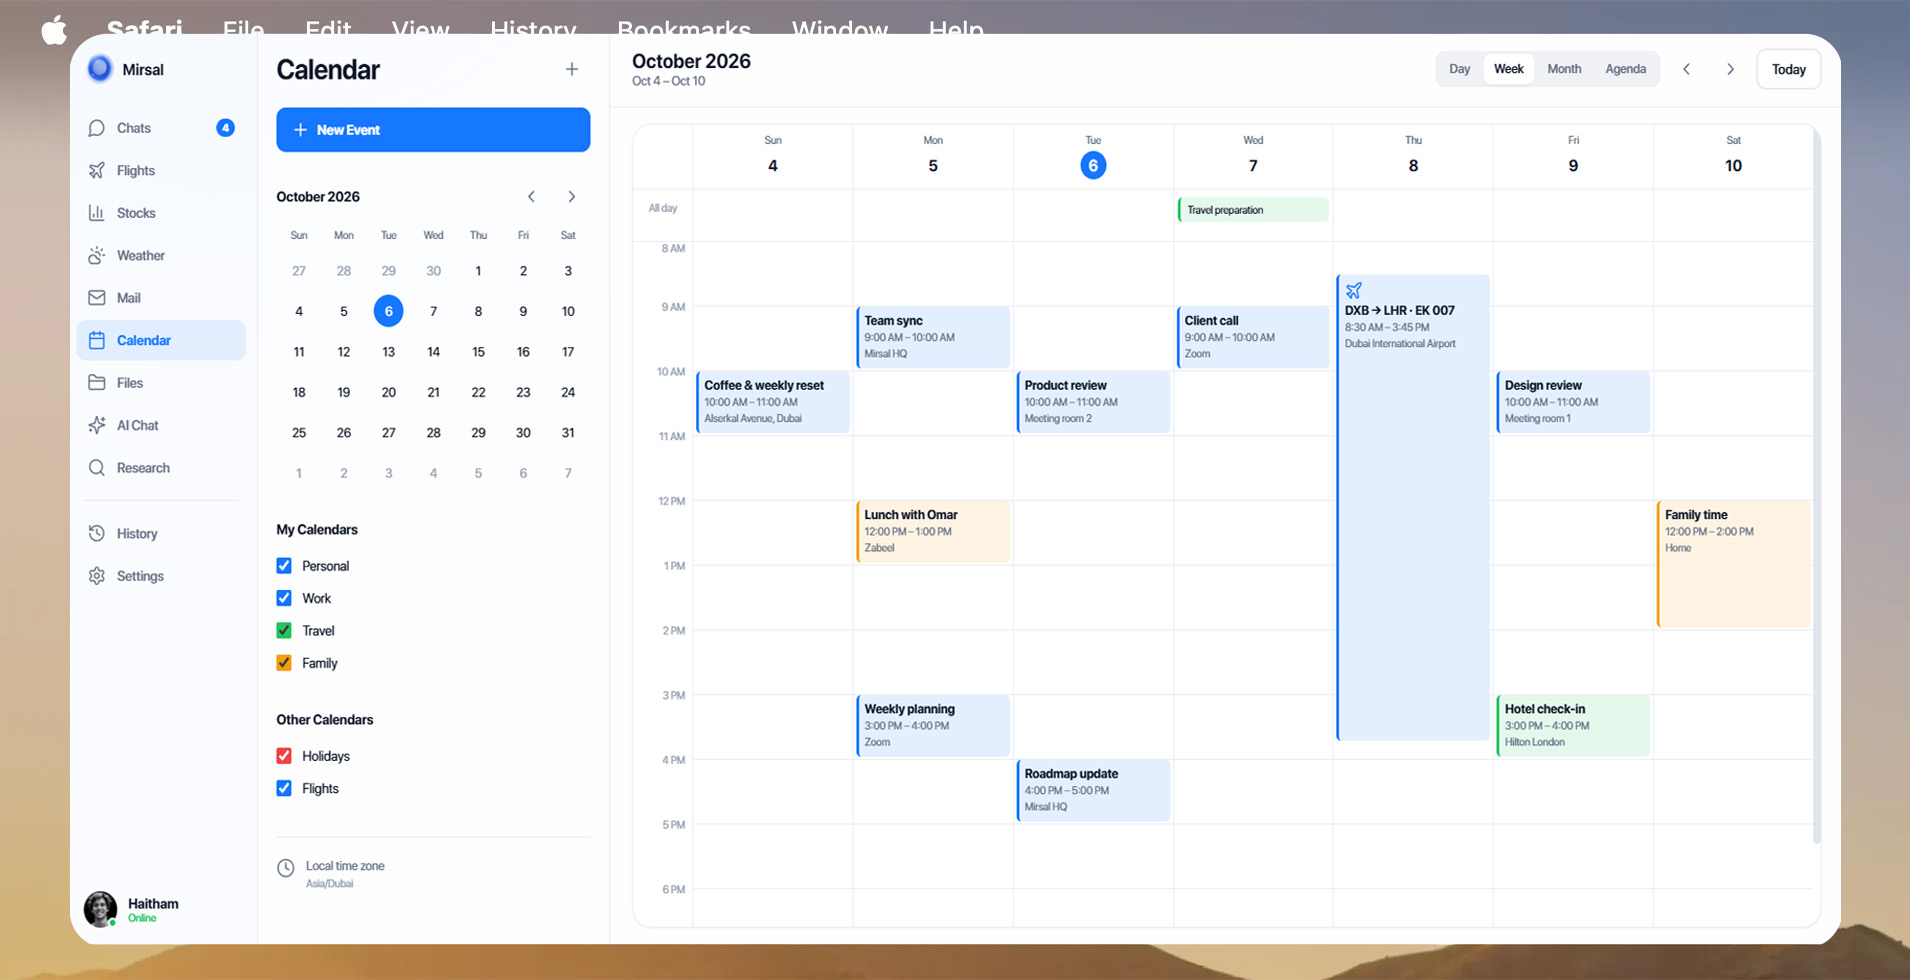 Safari File Edit View History Bookmarks Window Help
Mirsal
Chats 4
Flights
Stocks
Weather
Mail
Calendar
Files
AI Chat
Research
History
Settings
Haitham
Online
Calendar
+ New Event
October 2026
Sun Mon Tue Wed Thu Fri Sat
27 28 29 30 1 2 3
4 5 6 7 8 9 10
11 12 13 14 15 16 17
18 19 20 21 22 23 24
25 26 27 28 29 30 31
1 2 3 4 5 6 7
My Calendars
Personal
Work
Travel
Family
Other Calendars
Holidays
Flights
Local time zone
Asia/Dubai
October 2026
Oct 4 – Oct 10
Day Week Month Agenda
Today
Sun Mon Tue Wed Thu Fri Sat
4 5 6 7 8 9 10
All day
Travel preparation
8 AM
9 AM
10 AM
11 AM
12 PM
1 PM
2 PM
3 PM
4 PM
5 PM
6 PM
Coffee & weekly reset
10:00 AM – 11:00 AM
Alserkal Avenue, Dubai
Team sync
9:00 AM – 10:00 AM
Mirsal HQ
Lunch with Omar
12:00 PM – 1:00 PM
Zabeel
Weekly planning
3:00 PM – 4:00 PM
Zoom
Product review
10:00 AM – 11:00 AM
Meeting room 2
Roadmap update
4:00 PM – 5:00 PM
Mirsal HQ
Client call
9:00 AM – 10:00 AM
Zoom
DXB → LHR · EK 007
8:30 AM – 3:45 PM
Dubai International Airport
Design review
10:00 AM – 11:00 AM
Meeting room 1
Hotel check-in
3:00 PM – 4:00 PM
Hilton London
Family time
12:00 PM – 2:00 PM
Home